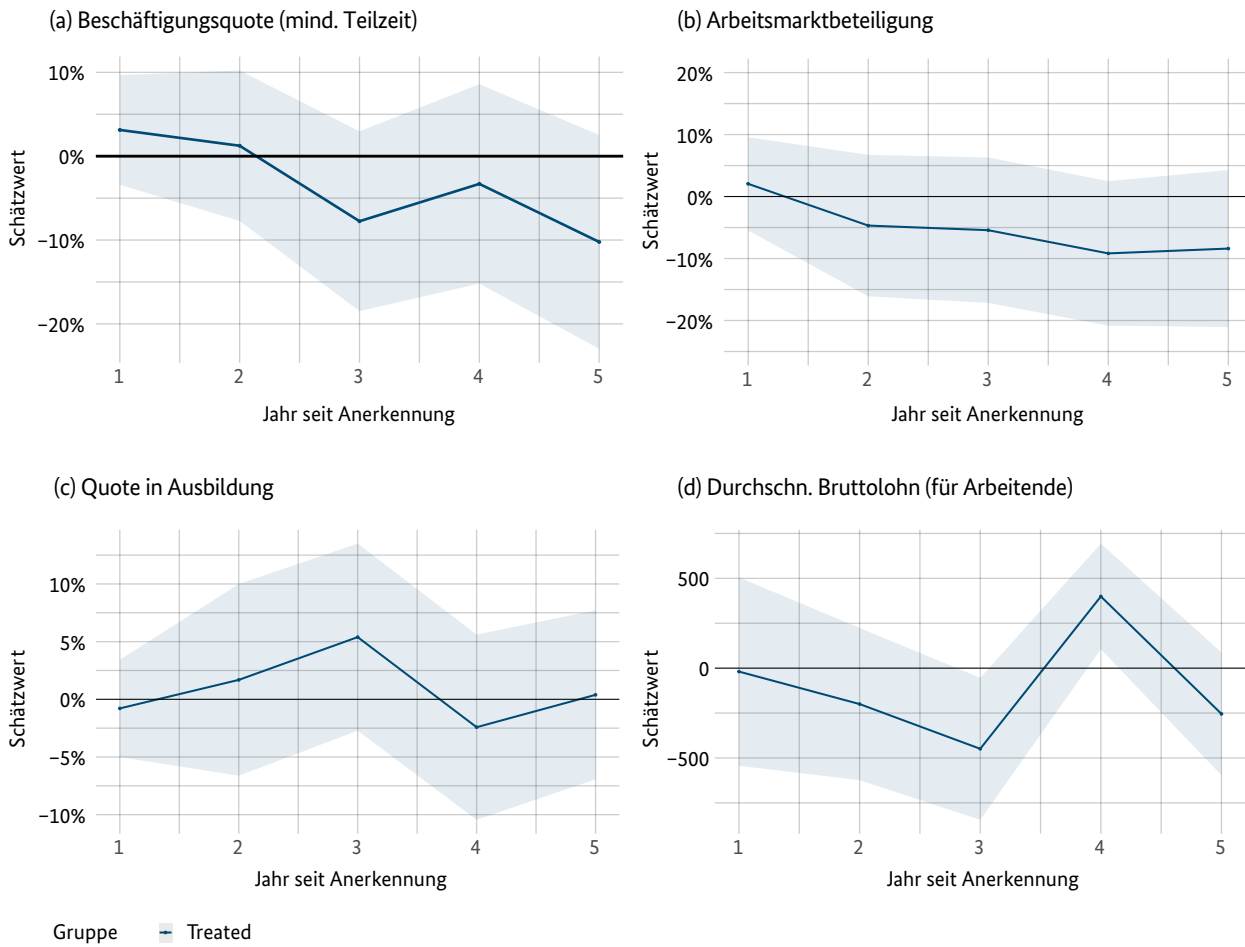 (a) Beschäftigungsquote (mind. Teilzeit)
10%
0%
−10%
−20%
Schätzwert
1 2 3 4 5
Jahr seit Anerkennung
(b) Arbeitsmarktbeteiligung
20%
10%
0%
−10%
−20%
Schätzwert
1 2 3 4 5
Jahr seit Anerkennung
(c) Quote in Ausbildung
10%
5%
0%
−5%
−10%
Schätzwert
1 2 3 4 5
Jahr seit Anerkennung
(d) Durchschn. Bruttolohn (für Arbeitende)
500
0
−500
Schätzwert
1 2 3 4 5
Jahr seit Anerkennung
Gruppe Treated